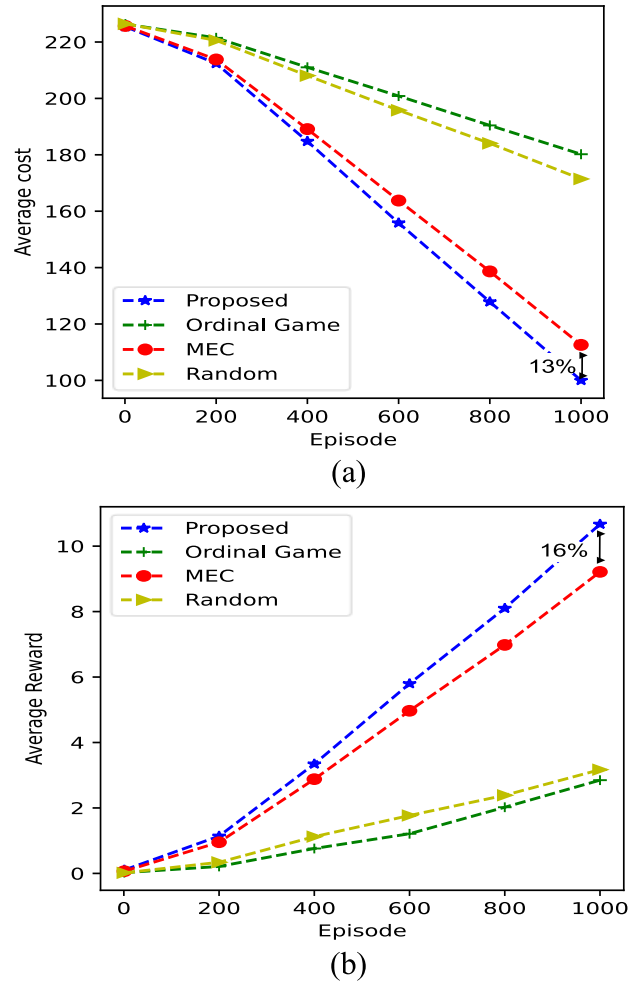 220
200
180
160
140
120
100
Average cost
Proposed
Ordinal Game
MEC
Random
13%
0 200 400 600 800 1000
Episode
(a)
10
8
6
4
2
0
Average Reward
Proposed
Ordinal Game
MEC
Random
16%
0 200 400 600 800 1000
Episode
(b)